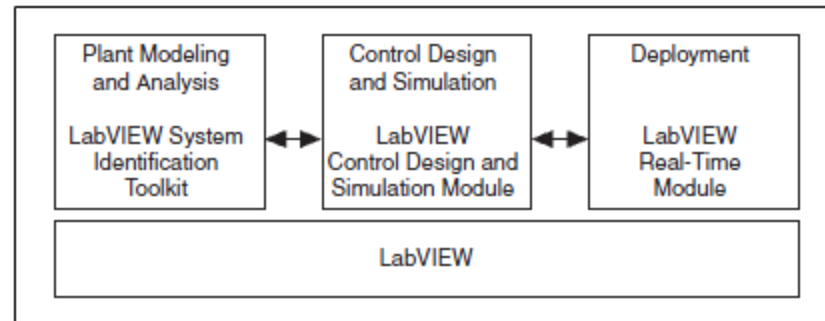 Plant Modeling
and Analysis
LabVIEW System
Identification
Toolkit
Control Design
and Simulation
LabVIEW
Control Design and
Simulation Module
Deployment
LabVIEW
Real-Time
Module
LabVIEW